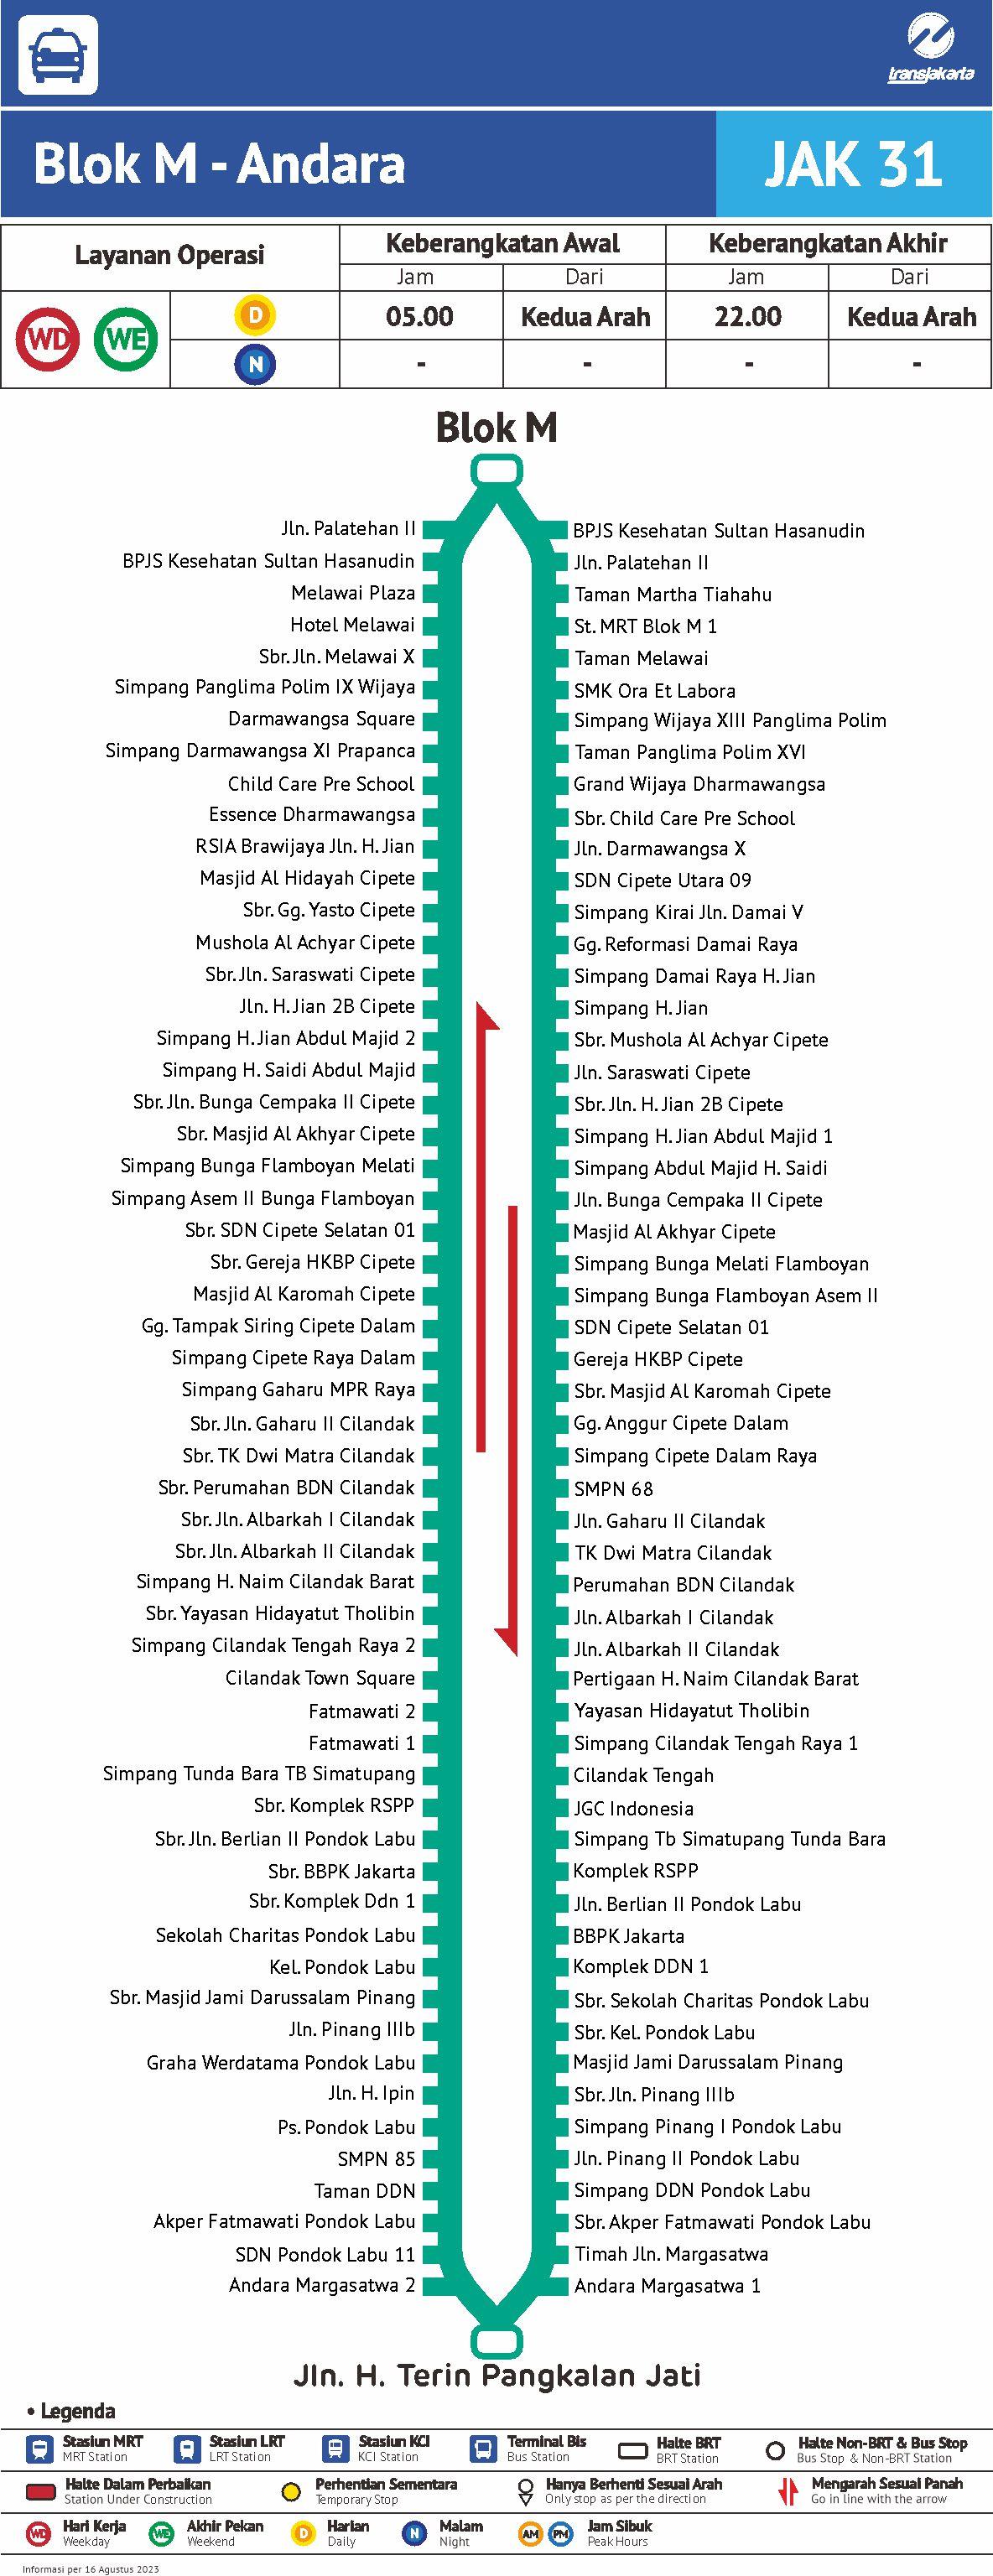 transjakarta
Blok M - Andara
JAK 31
Layanan Operasi
Keberangkatan Awal
Keberangkatan Akhir
Jam
Dari
Jam
Dari
WD
WE
D
05.00
Kedua Arah
22.00
Kedua Arah
N
-
-
-
-
Blok M
Jln. Palatehan II
BPJS Kesehatan Sultan Hasanudin
BPJS Kesehatan Sultan Hasanudin
Jln. Palatehan II
Melawai Plaza
Taman Martha Tiahahu
Hotel Melawai
St. MRT Blok M 1
Sbr. Jln. Melawai X
Taman Melawai
Simpang Panglima Polim IX Wijaya
SMK Ora Et Labora
Darmawangsa Square
Simpang Wijaya XIII Panglima Polim
Simpang Darmawangsa XI Prapanca
Taman Panglima Polim XVI
Child Care Pre School
Grand Wijaya Dharmawangsa
Essence Dharmawangsa
Sbr. Child Care Pre School
RSIA Brawijaya Jln. H. Jian
Jln. Darmawangsa X
Masjid Al Hidayah Cipete
SDN Cipete Utara 09
Sbr. Gg. Yasto Cipete
Simpang Kirai Jln. Damai V
Mushola Al Achyar Cipete
Gg. Reformasi Damai Raya
Sbr. Jln. Saraswati Cipete
Simpang Damai Raya H. Jian
Jln. H. Jian 2B Cipete
Simpang H. Jian
Simpang H. Jian Abdul Majid 2
Sbr. Mushola Al Achyar Cipete
Simpang H. Saidi Abdul Majid
Jln. Saraswati Cipete
Sbr. Jln. Bunga Cempaka II Cipete
Sbr. Jln. H. Jian 2B Cipete
Sbr. Masjid Al Akhyar Cipete
Simpang H. Jian Abdul Majid 1
Simpang Bunga Flamboyan Melati
Simpang Abdul Majid H. Saidi
Simpang Asem II Bunga Flamboyan
Jln. Bunga Cempaka II Cipete
Sbr. SDN Cipete Selatan 01
Masjid Al Akhyar Cipete
Sbr. Gereja HKBP Cipete
Simpang Bunga Melati Flamboyan
Masjid Al Karomah Cipete
Simpang Bunga Flamboyan Asem II
Gg. Tampak Siring Cipete Dalam
SDN Cipete Selatan 01
Simpang Cipete Raya Dalam
Gereja HKBP Cipete
Simpang Gaharu MPR Raya
Sbr. Masjid Al Karomah Cipete
Sbr. Jln. Gaharu II Cilandak
Gg. Anggur Cipete Dalam
Sbr. TK Dwi Matra Cilandak
Simpang Cipete Dalam Raya
Sbr. Perumahan BDN Cilandak
SMPN 68
Sbr. Jln. Albarkah I Cilandak
Jln. Gaharu II Cilandak
Sbr. Jln. Albarkah II Cilandak
TK Dwi Matra Cilandak
Simpang H. Naim Cilandak Barat
Perumahan BDN Cilandak
Sbr. Yayasan Hidayatut Tholibin
Jln. Albarkah I Cilandak
Simpang Cilandak Tengah Raya 2
Jln. Albarkah II Cilandak
Cilandak Town Square
Pertigaan H. Naim Cilandak Barat
Fatmawati 2
Yayasan Hidayatut Tholibin
Fatmawati 1
Simpang Cilandak Tengah Raya 1
Simpang Tunda Bara TB Simatupang
Cilandak Tengah
Sbr. Komplek RSPP
JGC Indonesia
Sbr. Jln. Berlian II Pondok Labu
Simpang Tb Simatupang Tunda Bara
Sbr. BBPK Jakarta
Komplek RSPP
Sbr. Komplek Ddn 1
Jln. Berlian II Pondok Labu
Sekolah Charitas Pondok Labu
BBPK Jakarta
Kel. Pondok Labu
Komplek DDN 1
Sbr. Masjid Jami Darussalam Pinang
Sbr. Sekolah Charitas Pondok Labu
Jln. Pinang IIIb
Sbr. Kel. Pondok Labu
Graha Werdatama Pondok Labu
Masjid Jami Darussalam Pinang
Jln. H. Ipin
Sbr. Jln. Pinang IIIb
Ps. Pondok Labu
Simpang Pinang I Pondok Labu
SMPN 85
Jln. Pinang II Pondok Labu
Taman DDN
Simpang DDN Pondok Labu
Akper Fatmawati Pondok Labu
Sbr. Akper Fatmawati Pondok Labu
SDN Pondok Labu 11
Timah Jln. Margasatwa
Andara Margasatwa 2
Andara Margasatwa 1
Jln. H. Terin Pangkalan Jati
• Legenda
Stasiun MRT
MRT Station
Stasiun LRT
LRT Station
Stasiun KCI
KCI Station
Terminal Bis
Bus Station
Halte BRT
BRT Station
Halte Non-BRT & Bus Stop
Bus Stop & Non-BRT Station
Halte Dalam Perbaikan
Station Under Construction
Perhentian Sementara
Temporary Stop
Hanya Berhenti Sesuai Arah
Only stop as per the direction
Mengarah Sesuai Panah
Go in line with the arrow
WD
Hari Kerja
Weekday
WE
Akhir Pekan
Weekend
D
Harian
Daily
N
Malam
Night
AM
PM
Jam Sibuk
Peak Hours
Informasi per 16 Agustus 2023